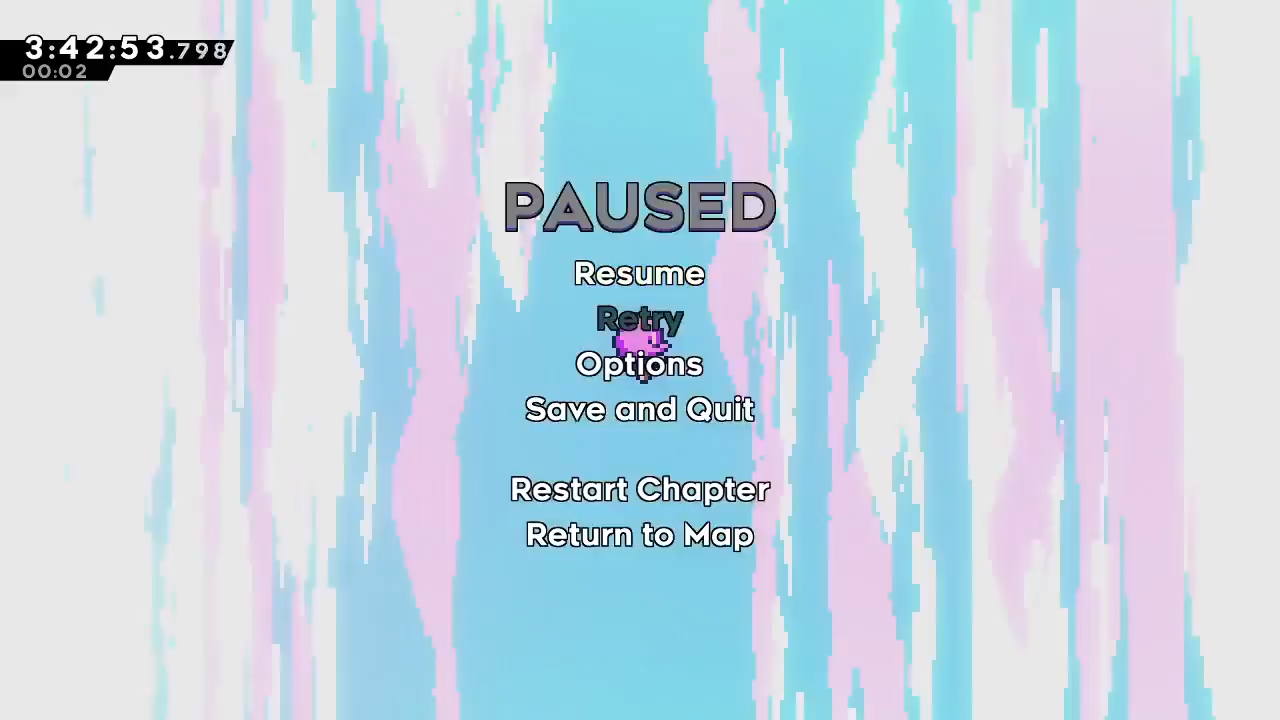 3:42:53.798
00:02
PAUSED
Resume
Retry
Options
Save and Quit
Restart Chapter
Return to Map